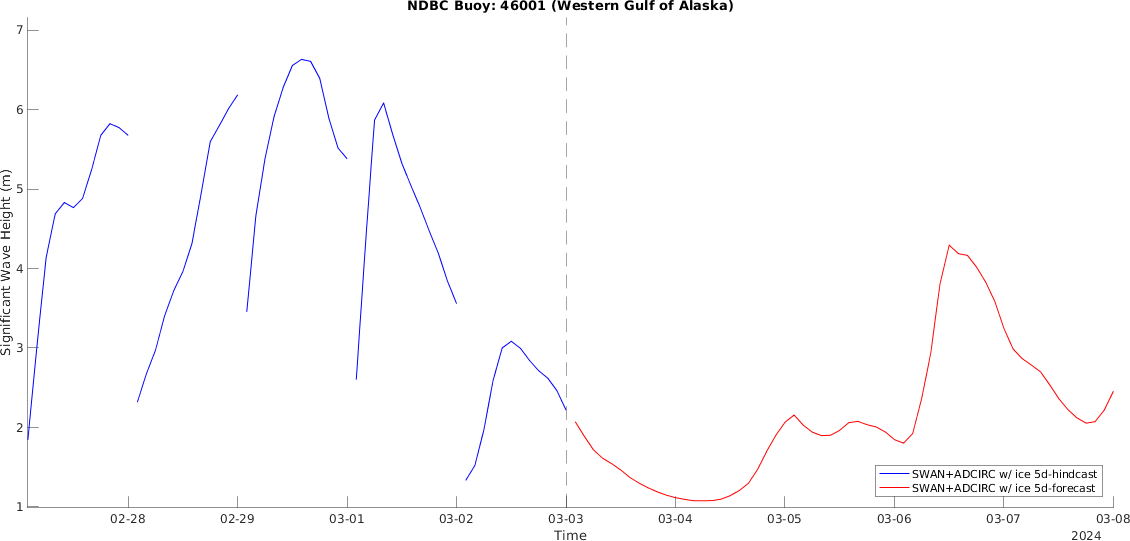 NDBC Buoy: 46001 (Western Gulf of Alaska)
7
6
5
4
3
2
1
Significant Wave Height (m)
SWAN+ADCIRC w/ ice 5d-hindcast
SWAN+ADCIRC w/ ice 5d-forecast
02-28 02-29 03-01 03-02 03-03 03-04 03-05 03-06 03-07 03-08
Time
2024